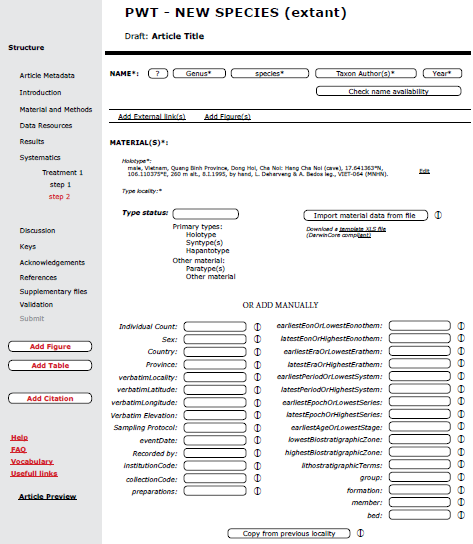 PWT - NEW SPECIES (extant)
Draft: Article Title
Structure
Article Metadata
Introduction
Material and Methods
Data Resources
Results
Systematics
Treatment 1
step 1
step 2
Discussion
Keys
Acknowledgements
References
Supplementary files
Validation
Submit
Add Figure
Add Table
Add Citation
Help
FAQ
Vocabulary
Usefull links
Article Preview
NAME*: ? Genus* species* Taxon Author(s)* Year*
Check name availability
Add External link(s) Add Figure(s)
MATERIAL(S)*:
Holotype*:
male, Vietnam, Quang Binh Province, Dong Hoi, Cha Noi: Hang Cha Noi (cave), 17.641363°N,
106.110375°E, 260 m alt., 8.I.1995, by hand, L. Deharveng & A. Bedos leg., VIET-064 (MNHN). Edit
Type locality:*
Type status: Import material data from file
Primary types: Download a template XLS file
Holotype (DarwinCore compliant)
Syntype(s)
Hapantotype
Other material:
Paratype(s)
Other material
OR ADD MANUALLY
Individual Count:
Sex:
Country:
Province:
verbatimLocality:
verbatimLatitude:
verbatimLongitude:
Verbatim Elevation:
Sampling Protocol:
eventDate:
Recorded by:
institutionCode:
collectionCode:
preparations:
earliestEonOrLowestEonothem:
latestEonOrHighestEonothem:
earliestEraOrLowestErathem:
latestEraOrHighestErathem:
earliestPeriodOrLowestSystem:
latestPeriodOrHighestSystem:
earliestEpochOrLowestSeries:
latestEpochOrHighestSeries:
earliestAgeOrLowestStage:
lowestBiostratigraphicZone:
highestBiostratigraphicZone:
lithostratigraphicTerms:
group:
formation:
member:
bed:
Copy from previous locality